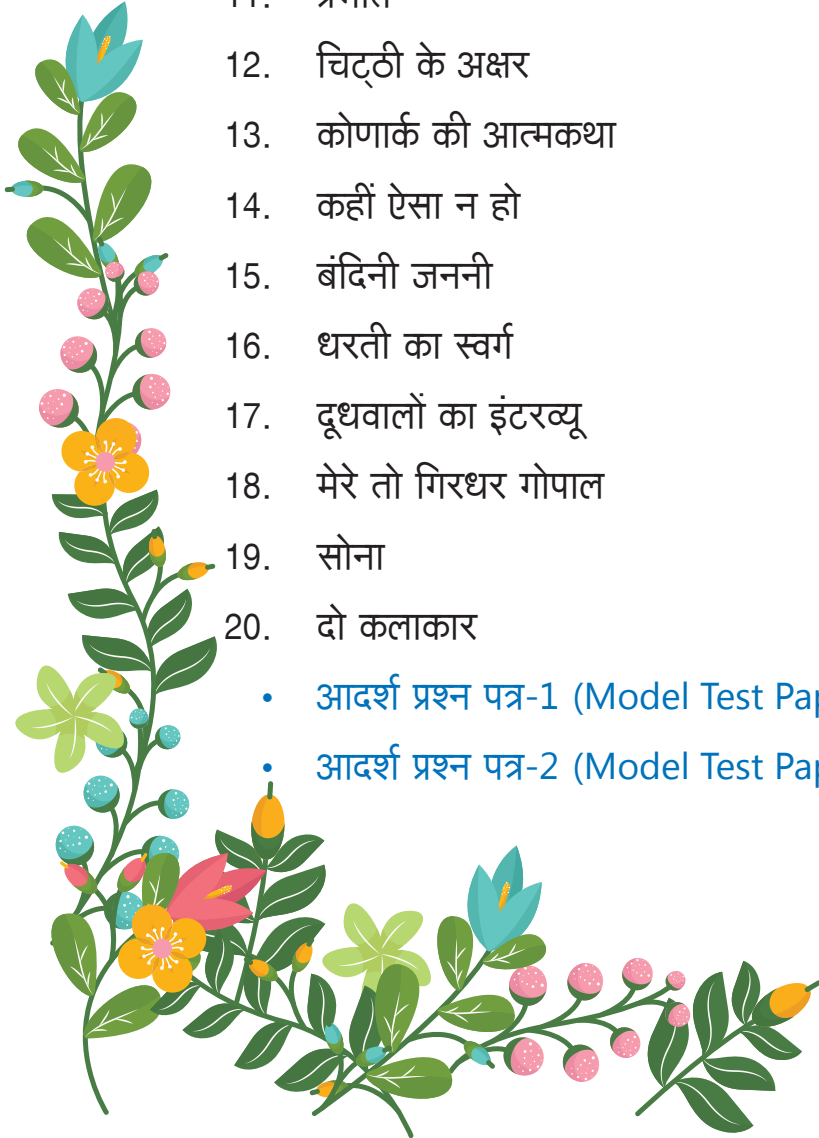 12. चिट्ठी के अक्षर
13. कोणार्क की आत्मकथा
14. कहीं ऐसा न हो
15. बंदिनी जननी
16. धरती का स्वर्ग
17. दूधवालों का इंटरव्यू
18. मेरे तो गिरधर गोपाल
19. सोना
20. दो कलाकार
• आदर्श प्रश्न पत्र-1 (Model Test
• आदर्श प्रश्न पत्र-2 (Model Test